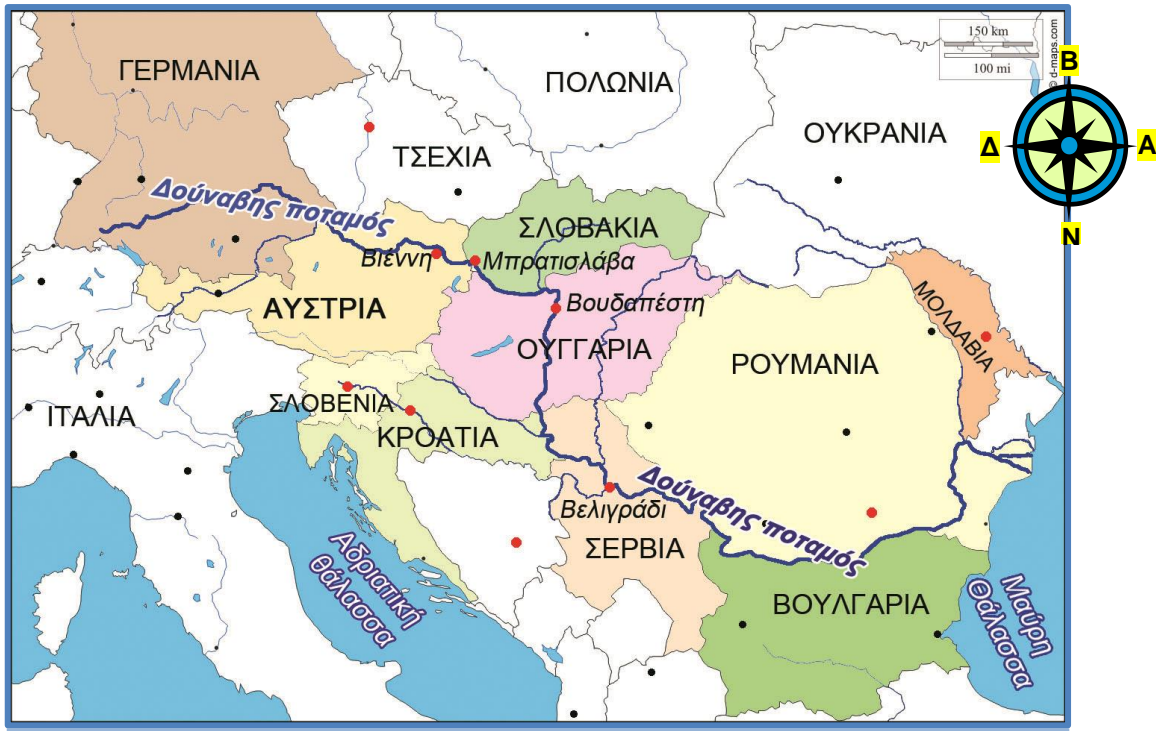 150 km
100 mi
© d-maps.com
Β
Δ
Α
Ν
ΓΕΡΜΑΝΙΑ
ΠΟΛΩΝΙΑ
ΟΥΚΡΑΝΙΑ
ΤΣΕΧΙΑ
Δούναβης ποταμός
ΣΛΟΒΑΚΙΑ
Βιέννη
Μπρατισλάβα
ΑΥΣΤΡΙΑ
Βουδαπέστη
ΟΥΓΓΑΡΙΑ
ΜΟΛΔΑΒΙΑ
ΡΟΥΜΑΝΙΑ
ΣΛΟΒΕΝΙΑ
ΙΤΑΛΙΑ
ΚΡΟΑΤΙΑ
Δούναβης ποταμός
Βελιγράδι
ΣΕΡΒΙΑ
Αδριατική
θάλασσα
ΒΟΥΛΓΑΡΙΑ
Μαύρη
Θάλασσα